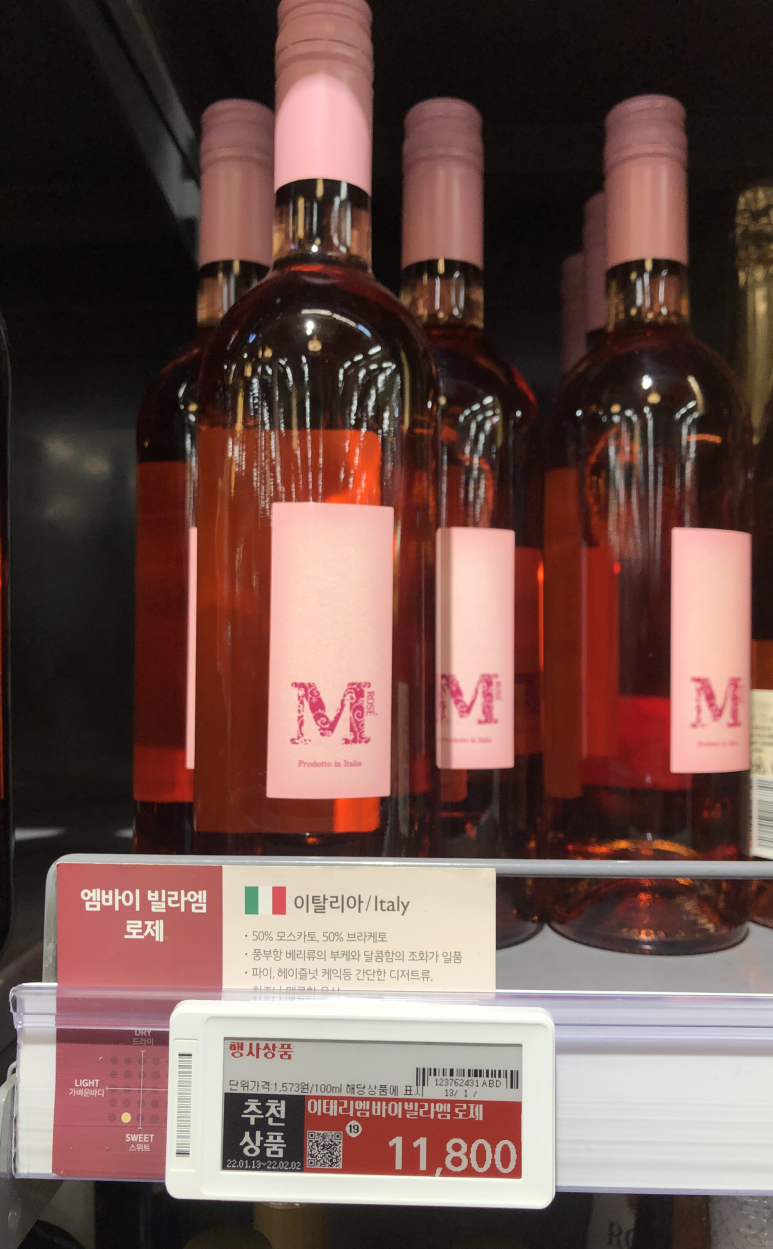 M ROSÉ
Prodotto in Italia
M ROSÉ
Prodotto in Italia
M
Prodotto in Italia
엠바이 빌라엠
로제
이탈리아/Italy
· 50% 모스카토, 50% 브라케토
· 풍부항 베리류의 부케와 달콤함의 조화가 일품
· 파이, 헤이즐넛 케익등 간단한 디저트류,
DRY
드라이
LIGHT
가벼운바디
SWEET
스위트
행사상품
단위가격:1,573원/100ml 해당상품에 표시
123762431 ABD
13/ 1 /
추천
상품
22.01.13~22.02.02
이태리엠바이빌라엠로제
19
11,800